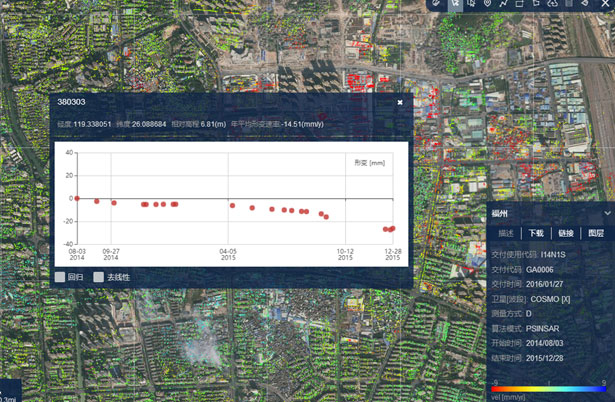 380303
经度:119.338051 纬度:26.088684 相对高程:6.81(m) 年平均形变速率:-14.51(mm/y)
形变 [mm]
40
20
0
-20
-40
08-03
2014
09-27
2014
04-05
2015
10-12
2015
12-28
2015
回归 去线性
福州
描述 下载 链接 图层
交付使用代码: I14N1S
交付代码: GA0006
交付时间: 2016/01/27
卫星[波段]: COSMO [X]
测量方式: D
算法模式: PSINSAR
开始时间: 2014/08/03
结束时间: 2015/12/28
vel [mm/y]
0.3mi